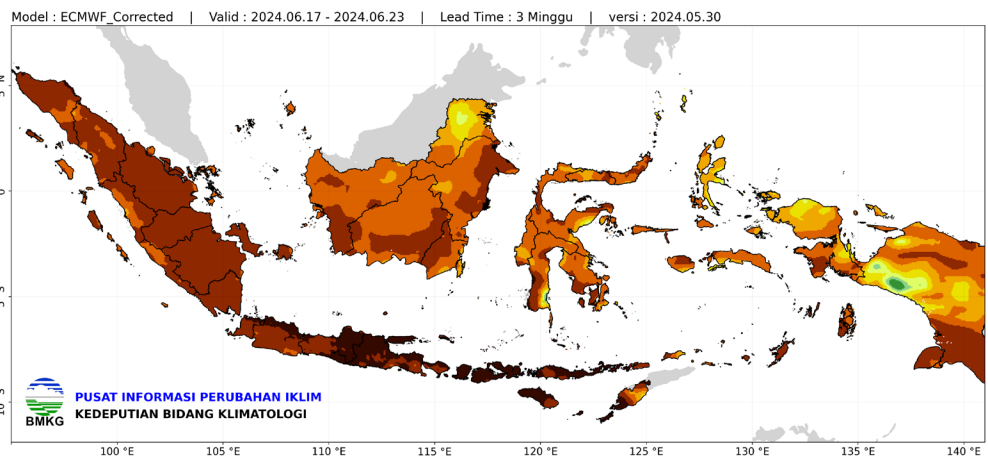 Model : ECMWF_Corrected | Valid : 2024.06.17 - 2024.06.23 | Lead Time : 3 Minggu | versi : 2024.05.30
0
BMKG
PUSAT INFORMASI PERUBAHAN IKLIM
KEDEPUTIAN BIDANG KLIMATOLOGI
100 °E 105 °E 110 °E 115 °E 120 °E 125 °E 130 °E 135 °E 140 °E